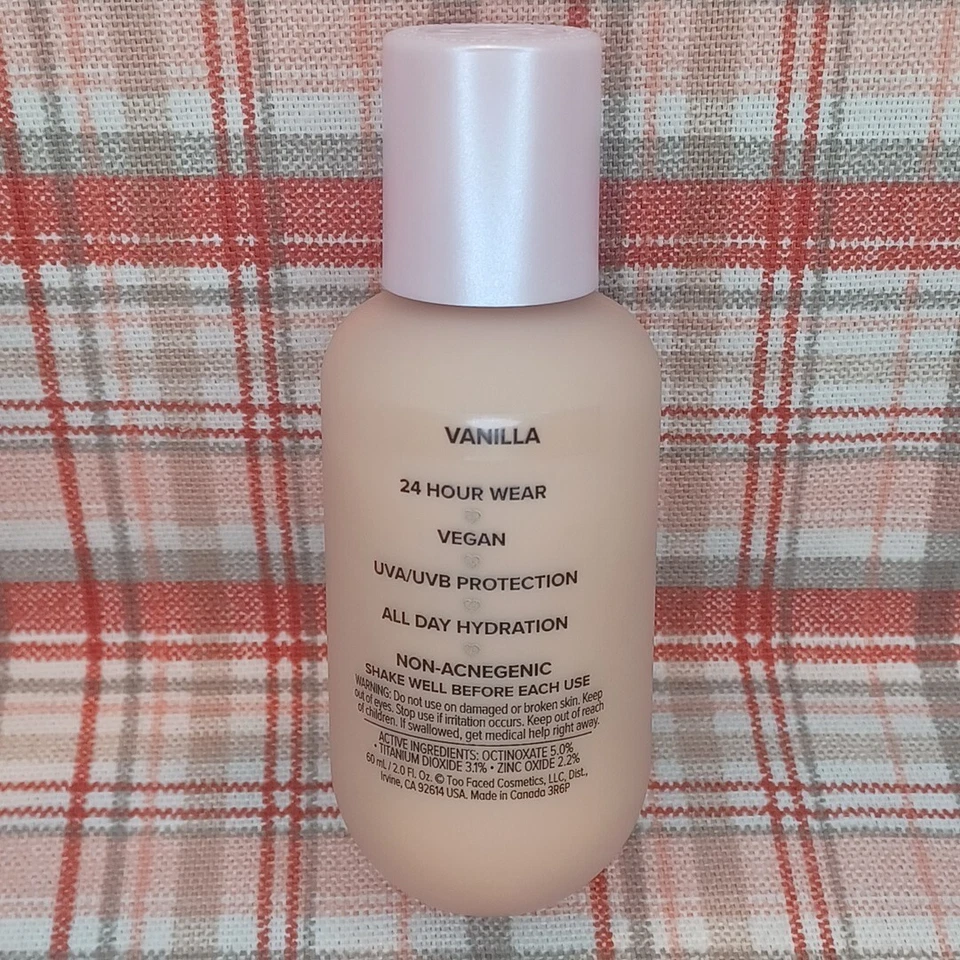 VANILLA
24 HOUR WEAR
VEGAN
UVA/UVB PROTECTION
ALL DAY HYDRATION
NON-ACNEGENIC
SHAKE WELL BEFORE EACH USE
WARNING: Do not use on damaged or broken skin. Keep
out of eyes. Stop use if irritation occurs. Keep out of reach
of children. If swallowed, get medical help right away.
ACTIVE INGREDIENTS: OCTINOXATE 5.0%
• TITANIUM DIOXIDE 3.1% • ZINC OXIDE 2.2%
60 mL / 2.0 Fl. Oz. © Too Faced Cosmetics, LLC, Dist.,
Irvine, CA 92614 USA. Made in Canada 3R6P